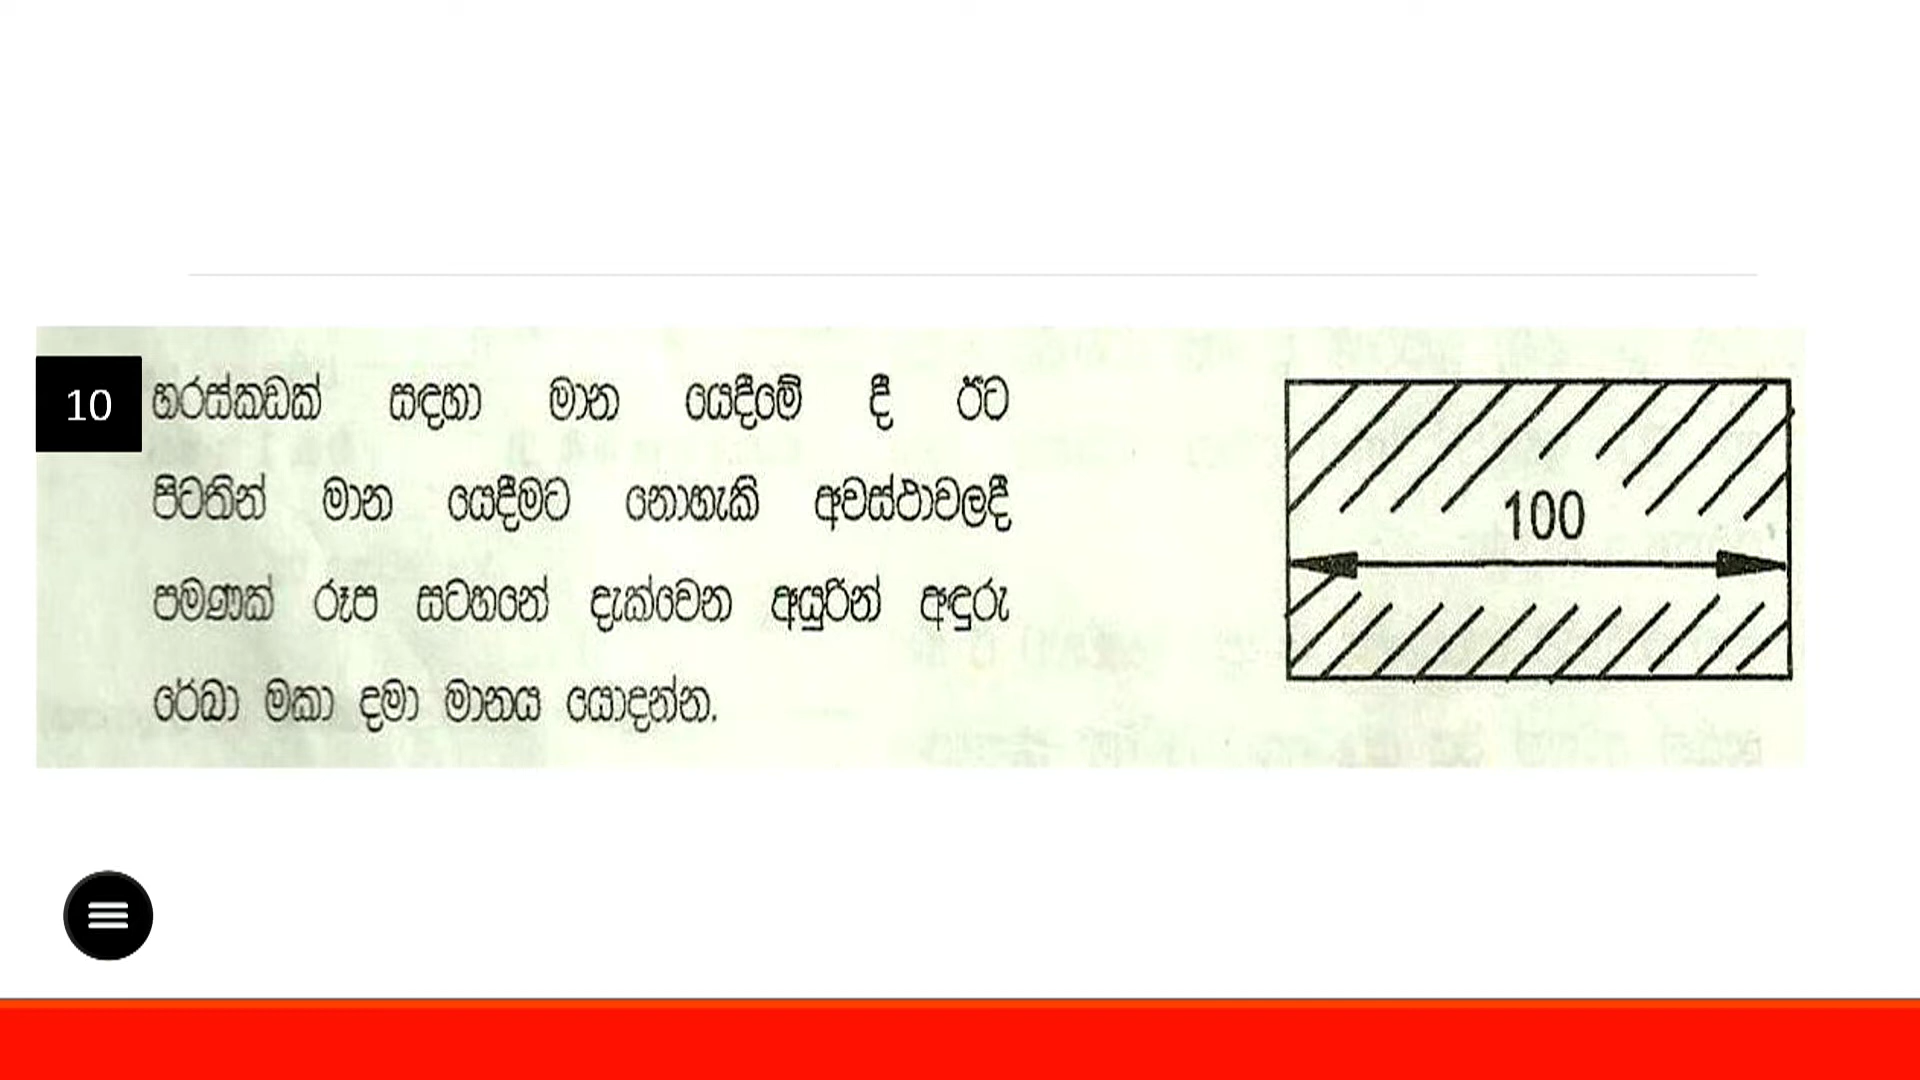 10
හරස්කඩක් සඳහා මාන යෙදීමේ දී ඊට
පිටතින් මාන යෙදීමට නොහැකි අවස්ථාවලදී
පමණක් රූප සටහනේ දැක්වෙන අයුරින් අඳුරු
රේඛා මකා දමා මානය යොදන්න.
100